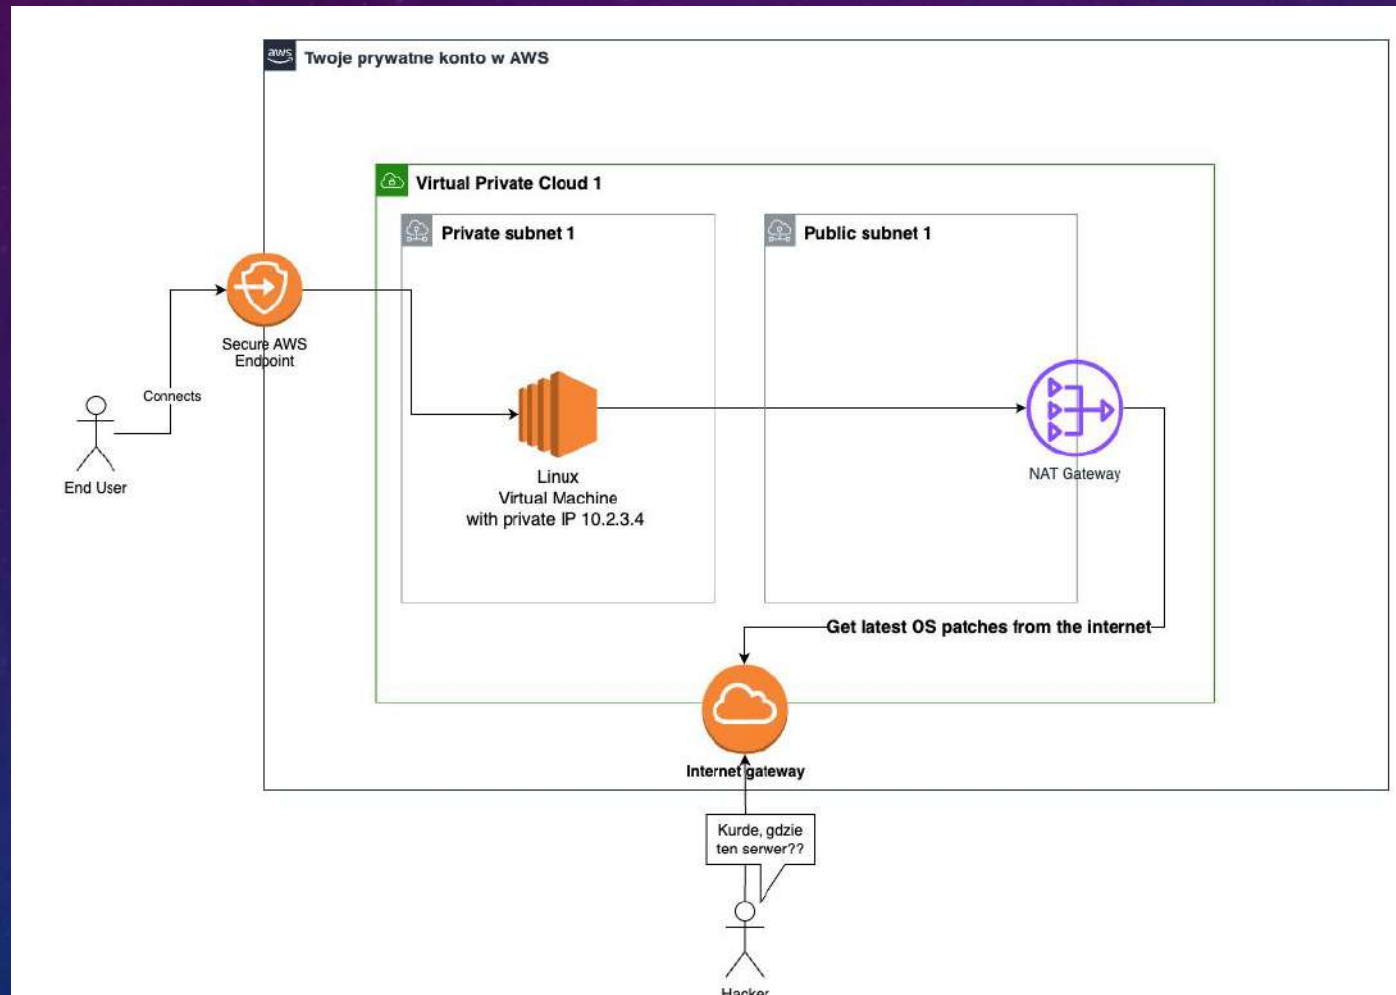 aws
Twoje prywatne konto w AWS
Virtual Private Cloud 1
Private subnet 1
Public subnet 1
Secure AWS
Endpoint
Connects
End User
Linux
Virtual Machine
with private IP 10.2.3.4
NAT Gateway
Get latest OS patches from the internet
Internet gateway
Kurde, gdzie
ten serwer??
Hacker